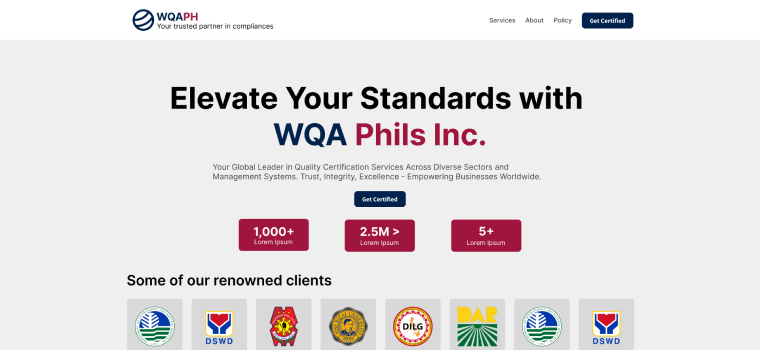 WQAPH
Your trusted partner in compliances
Services
About
Policy
Get Certified
Elevate Your Standards with
WQA Phils Inc.
Your Global Leader in Quality Certification Services Across Diverse Sectors and
Management Systems. Trust, Integrity, Excellence - Empowering Businesses Worldwide.
Get Certified
1,000+
Lorem Ipsum
2.5M >
Lorem Ipsum
5+
Lorem Ipsum
Some of our renowned clients
DSWD
DILG
DAR
DSWD